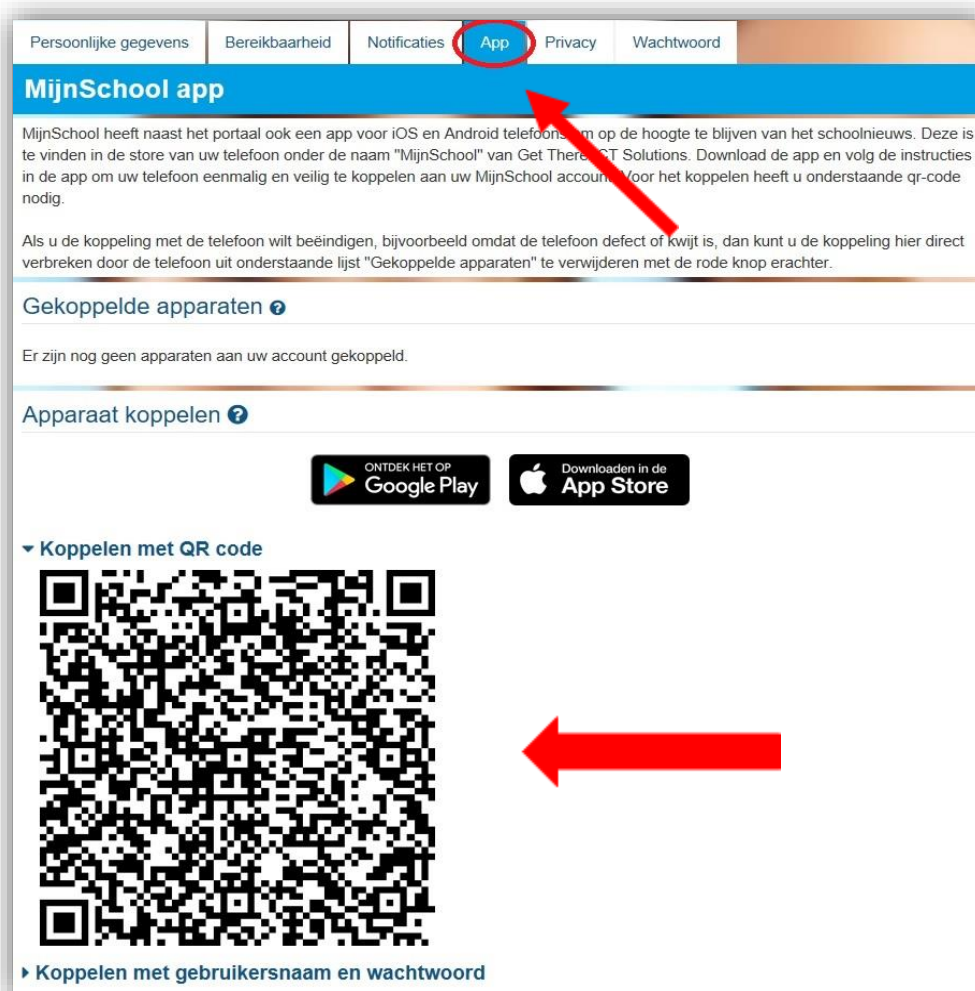 Persoonlijke gegevens Bereikbaarheid Notificaties App Privacy Wachtwoord
MijnSchool app
MijnSchool heeft naast het portaal ook een app voor iOS en Android telefoons om op de hoogte te blijven van het schoolnieuws. Deze is
te vinden in de store van uw telefoon onder de naam "MijnSchool" van Get There ICT Solutions. Download de app en volg de instructies
in de app om uw telefoon eenmalig en veilig te koppelen aan uw MijnSchool account. Voor het koppelen heeft u onderstaande qr-code
nodig.
Als u de koppeling met de telefoon wilt beëindigen, bijvoorbeeld omdat de telefoon defect of kwijt is, dan kunt u de koppeling hier direct
verbreken door de telefoon uit onderstaande lijst "Gekoppelde apparaten" te verwijderen met de rode knop erachter.
Gekoppelde apparaten ?
Er zijn nog geen apparaten aan uw account gekoppeld.
Apparaat koppelen ?
ONTDEK HET OP
Google Play
Downloaden in de
App Store
Koppelen met QR code
Koppelen met gebruikersnaam en wachtwoord